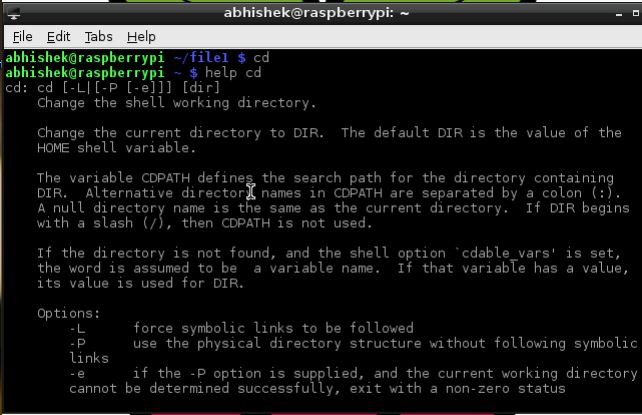 abhishek@raspberrypi: ~
File Edit Tabs Help
abhishek@raspberrypi ~/file1 $ cd
abhishek@raspberrypi ~ $ help cd
cd: cd [-L|[-P [-e]]] [dir]
Change the shell working directory.
Change the current directory to DIR. The default DIR is the value of the
HOME shell variable.
The variable CDPATH defines the search path for the directory containing
DIR. Alternative directory names in CDPATH are separated by a colon (:).
A null directory name is the same as the current directory. If DIR begins
with a slash (/), then CDPATH is not used.
If the directory is not found, and the shell option `cdable_vars' is set,
the word is assumed to be a variable name. If that variable has a value,
its value is used for DIR.
Options:
-L force symbolic links to be followed
-P use the physical directory structure without following symbolic
links
-e if the -P option is supplied, and the current working directory
cannot be determined successfully, exit with a non-zero status